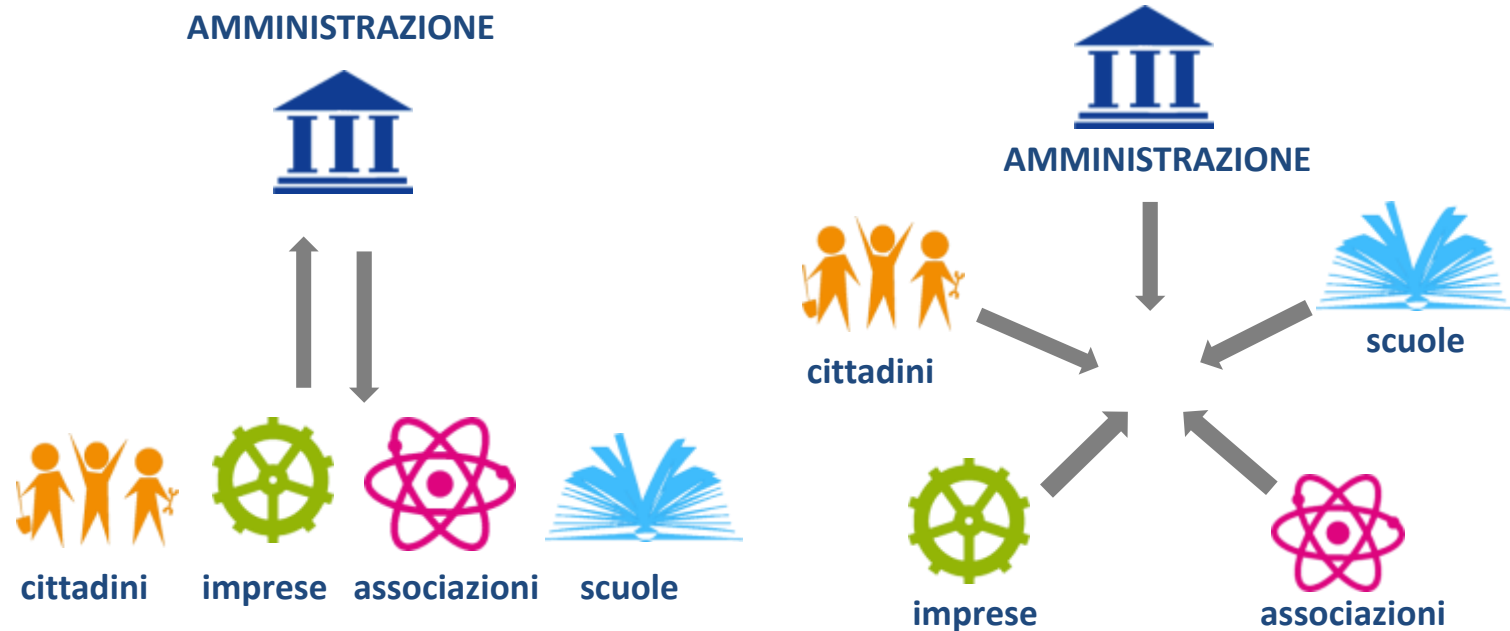 AMMINISTRAZIONE
cittadini
imprese
associazioni
scuole
AMMINISTRAZIONE
cittadini
scuole
imprese
associazioni